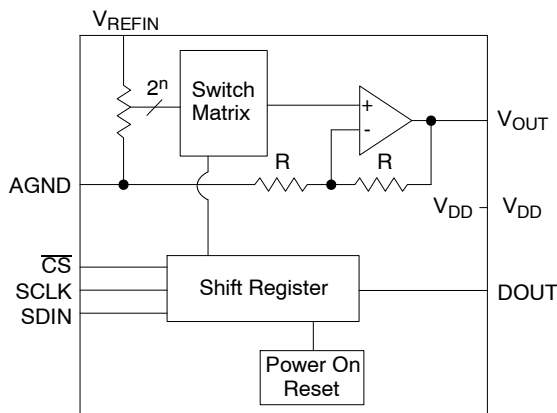 VREFIN
2ⁿ
Switch
Matrix
+
-
VOUT
R
R
AGND
VDD
VDD
CS
SCLK
SDIN
Shift Register
DOUT
Power On
Reset